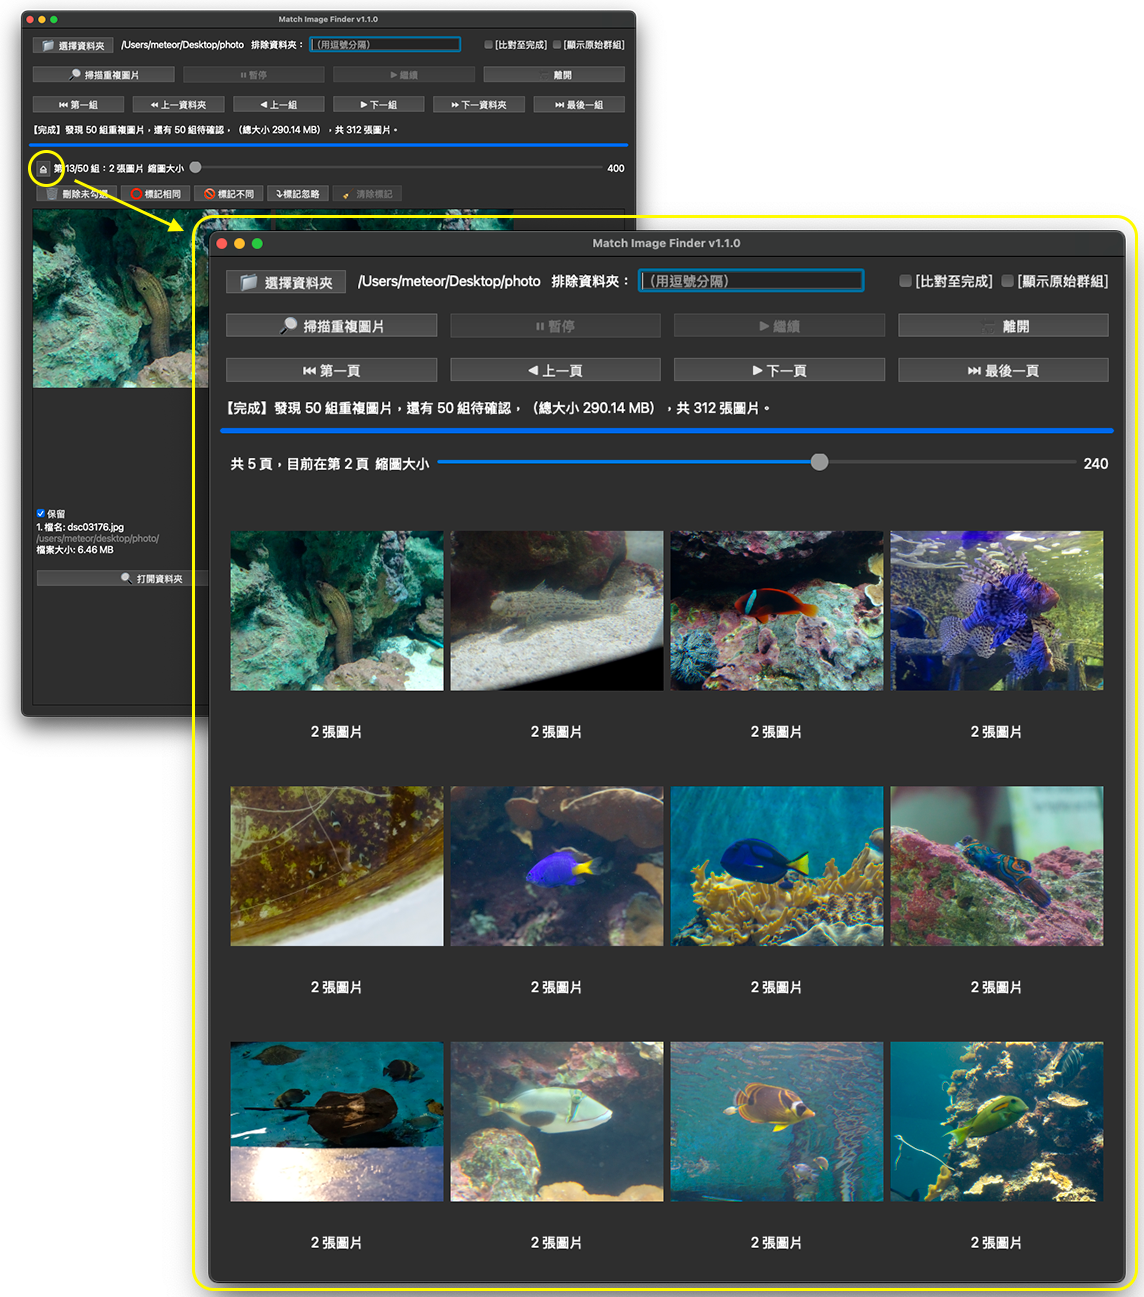 Match Image Finder v1.1.0
選擇資料夾 /Users/meteor/Desktop/photo 排除資料夾： （用逗號分隔） [比對至完成] [顯示原始群組]
掃描重複圖片 暫停 繼續 離開
第一組 上一資料夾 上一組 下一組 下一資料夾 最後一組
【完成】發現 50 組重複圖片，還有 50 組待確認，（總大小 290.14 MB），共 312 張圖片。
第 13/50 組：2 張圖片 縮圖大小 400
刪除未勾選 標記相同 標記不同 標記忽略 清除標記
保留
1. 檔名: dsc03176.jpg
/users/meteor/desktop/photo/
檔案大小: 6.46 MB
打開資料夾
Match Image Finder v1.1.0
選擇資料夾 /Users/meteor/Desktop/photo 排除資料夾： （用逗號分隔） [比對至完成] [顯示原始群組]
掃描重複圖片 暫停 繼續 離開
第一頁 上一頁 下一頁 最後一頁
【完成】發現 50 組重複圖片，還有 50 組待確認，（總大小 290.14 MB），共 312 張圖片。
共 5 頁，目前在第 2 頁 縮圖大小 240
2 張圖片 2 張圖片 2 張圖片 2 張圖片
2 張圖片 2 張圖片 2 張圖片 2 張圖片
2 張圖片 2 張圖片 2 張圖片 2 張圖片